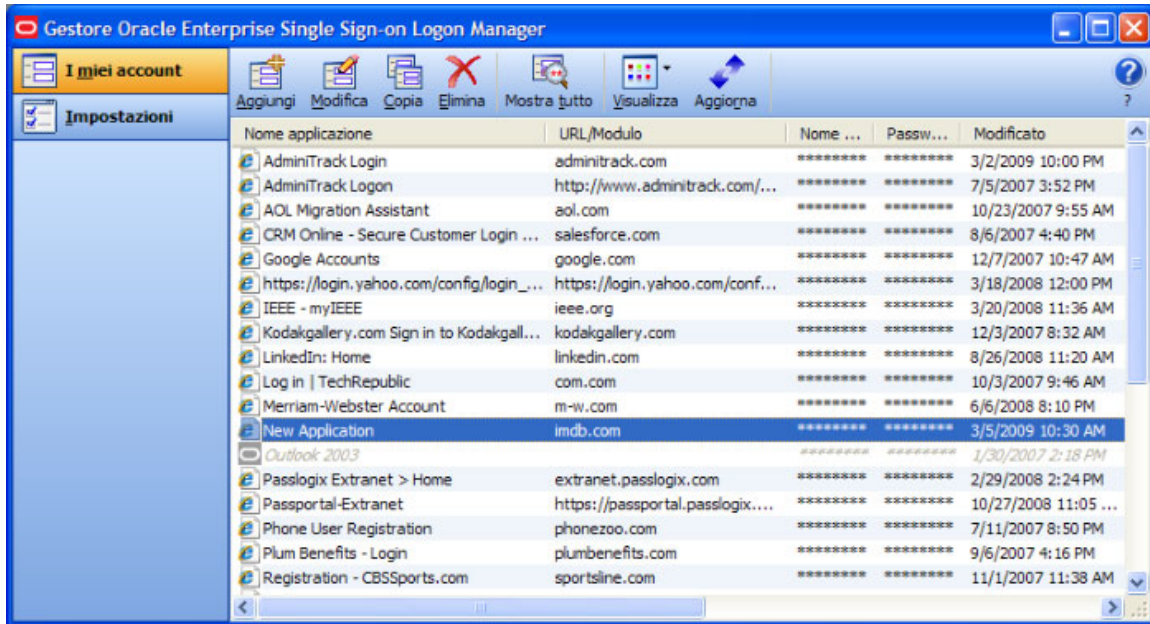 Gestore Oracle Enterprise Single Sign-on Logon Manager
I miei account
Impostazioni
Aggiungi Modifica Copia Elimina Mostra tutto Visualizza Aggiorna ?
Nome applicazione URL/Modulo Nome ... Passw... Modificato
AdminiTrack Login adminitrack.com ******** ******** 3/2/2009 10:00 PM
AdminiTrack Logon http://www.adminitrack.com/... ******** ******** 7/5/2007 3:52 PM
AOL Migration Assistant aol.com ******** ******** 10/23/2007 9:55 AM
CRM Online - Secure Customer Login ... salesforce.com ******** ******** 8/6/2007 4:40 PM
Google Accounts google.com ******** ******** 12/7/2007 10:47 AM
https://login.yahoo.com/config/login_... https://login.yahoo.com/conf... ******** ******** 3/18/2008 12:00 PM
IEEE - myIEEE ieee.org ******** ******** 3/20/2008 11:36 AM
Kodakgallery.com Sign in to Kodakgall... kodakgallery.com ******** ******** 12/3/2007 8:32 AM
LinkedIn: Home linkedin.com ******** ******** 8/26/2008 11:20 AM
Log in | TechRepublic com.com ******** ******** 10/3/2007 9:46 AM
Merriam-Webster Account m-w.com ******** ******** 6/6/2008 8:10 PM
New Application imdb.com ******** ******** 3/5/2009 10:30 AM
Outlook 2003 ******** ******** 1/30/2007 2:18 PM
Passlogix Extranet > Home extranet.passlogix.com ******** ******** 2/29/2008 2:24 PM
Passportal-Extranet https://passportal.passlogix.... ******** ******** 10/27/2008 11:05 ...
Phone User Registration phonezoo.com ******** ******** 7/11/2007 8:50 PM
Plum Benefits - Login plumbenefits.com ******** ******** 9/6/2007 4:16 PM
Registration - CBSSports.com sportsline.com ******** ******** 11/1/2007 11:38 AM